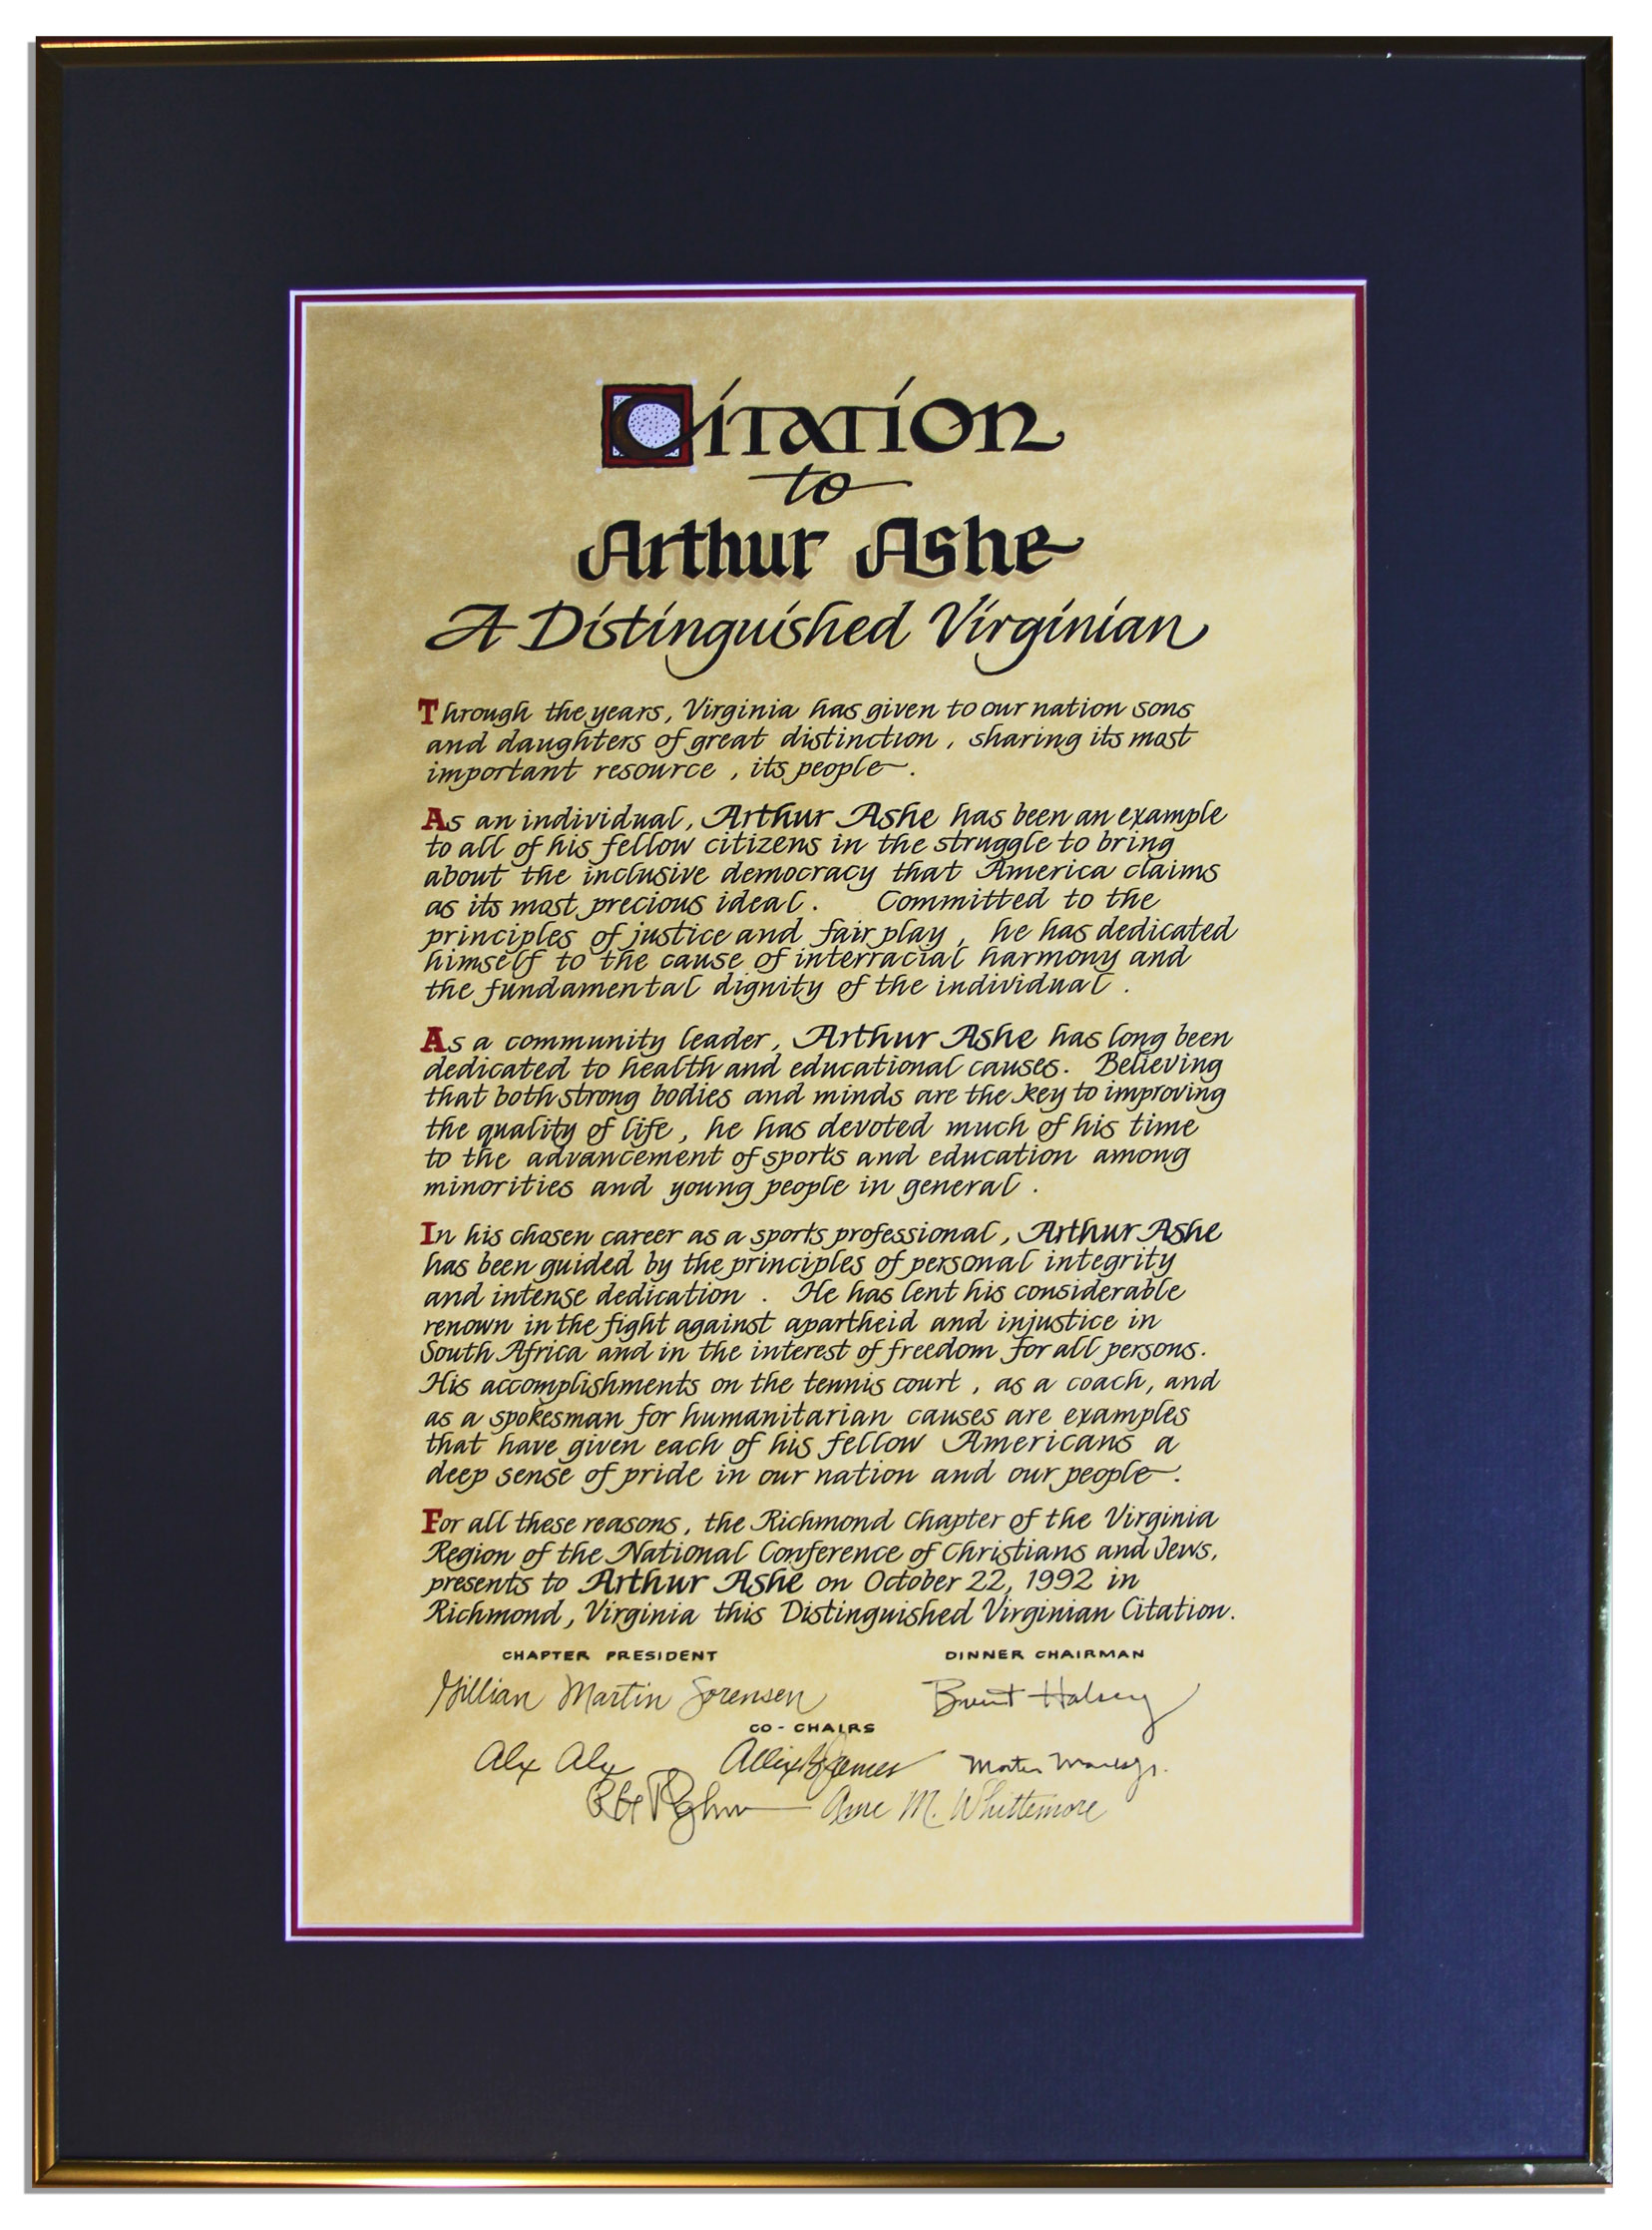 Citation
to
Arthur Ashe
A Distinguished Virginian
Through the years, Virginia has given to our nation sons
and daughters of great distinction, sharing its most
important resource, its people.
As an individual, Arthur Ashe has been an example
to all of his fellow citizens in the struggle to bring
about the inclusive democracy that America claims
as its most precious ideal. Committed to the
principles of justice and fair play, he has dedicated
himself to the cause of interracial harmony and
the fundamental dignity of the individual.
As a community leader, Arthur Ashe has long been
dedicated to health and educational causes. Believing
that both strong bodies and minds are the key to improving
the quality of life, he has devoted much of his time
to the advancement of sports and education among
minorities and young people in general.
In his chosen career as a sports professional, Arthur Ashe
has been guided by the principles of personal integrity
and intense dedication. He has lent his considerable
renown in the fight against apartheid and injustice in
South Africa and in the interest of freedom for all persons.
His accomplishments on the tennis court, as a coach, and
as a spokesman for humanitarian causes are examples
that have given each of his fellow Americans a
deep sense of pride in our nation and our people.
For all these reasons, the Richmond Chapter of the Virginia
Region of the National Conference of Christians and Jews,
presents to Arthur Ashe on October 22, 1992 in
Richmond, Virginia this Distinguished Virginian Citation.
CHAPTER PRESIDENT DINNER CHAIRMAN
Gillian Martin Sorensen Brent Halsey
CO-CHAIRS
Anne M. Whittemore